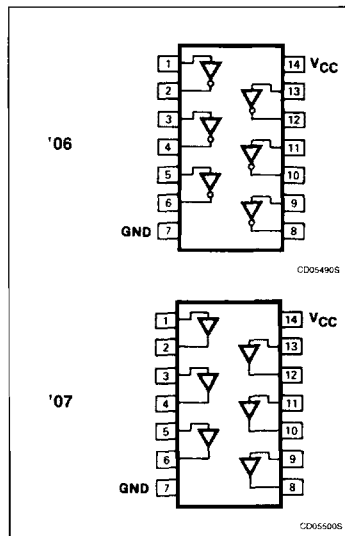 '06
1 14 VCC
2 13
3 12
4 11
5 10
6 9
GND 7 8
CD05490S
'07
1 14 VCC
2 13
3 12
4 11
5 10
6 9
GND 7 8
CD05500S